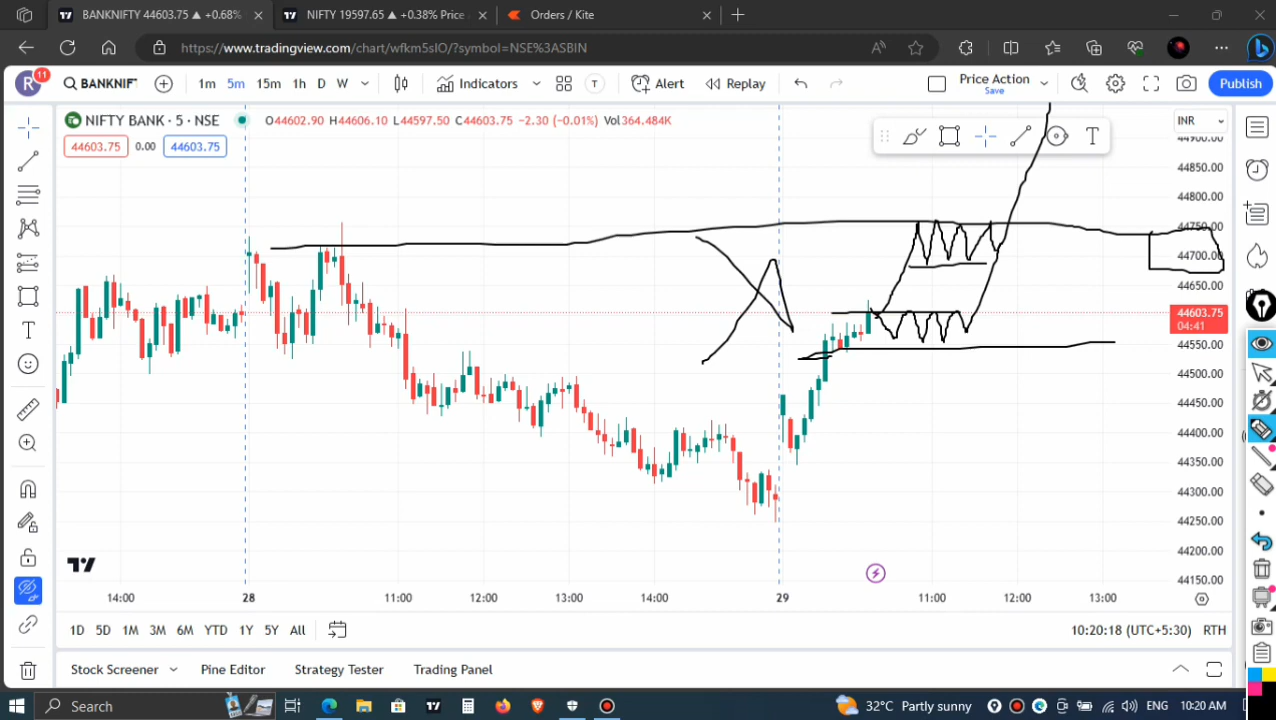 BANKNIFTY 44603.75 ▲ +0.68%
NIFTY 19597.65 ▲ +0.38% Price
Orders / Kite
https://www.tradingview.com/chart/wfkm5slO/?symbol=NSE%3ASBIN
R 11
BANKNIF
1m 5m 15m 1h D W
Indicators
T
Alert
Replay
Price Action
Save
Publish
NIFTY BANK · 5 · NSE
O44602.90 H44606.10 L44597.50 C44603.75 −2.30 (−0.01%) Vol364.484K
44603.75 0.00 44603.75
INR
T
44900.00
44850.00
44800.00
44750.00
44700.00
44650.00
44603.75
04:41
44550.00
44500.00
44450.00
44400.00
44350.00
44300.00
44250.00
44200.00
44150.00
14:00 28 11:00 12:00 13:00 14:00 29 11:00 12:00 13:00
1D 5D 1M 3M 6M YTD 1Y 5Y All
10:20:18 (UTC+5:30) RTH
Stock Screener
Pine Editor
Strategy Tester
Trading Panel
Search
32°C Partly sunny
ENG 10:20 AM